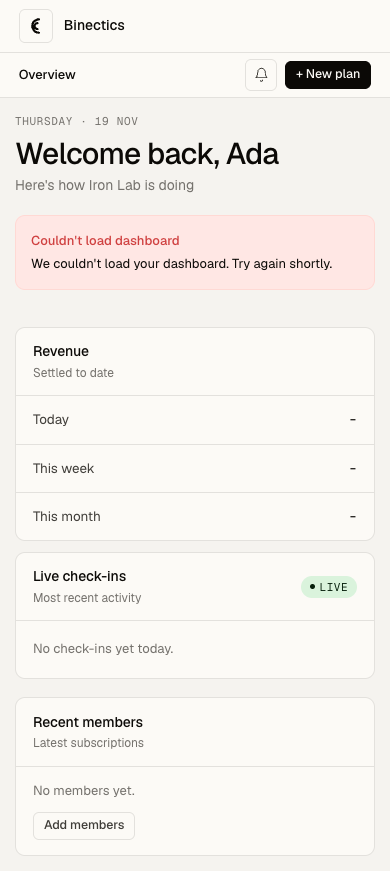 Binectics
Overview
+ New plan
THURSDAY · 19 NOV
Welcome back, Ada
Here's how Iron Lab is doing
Couldn't load dashboard
We couldn't load your dashboard. Try again shortly.
Revenue
Settled to date
Today –
This week –
This month –
Live check-ins
Most recent activity
LIVE
No check-ins yet today.
Recent members
Latest subscriptions
No members yet.
Add members